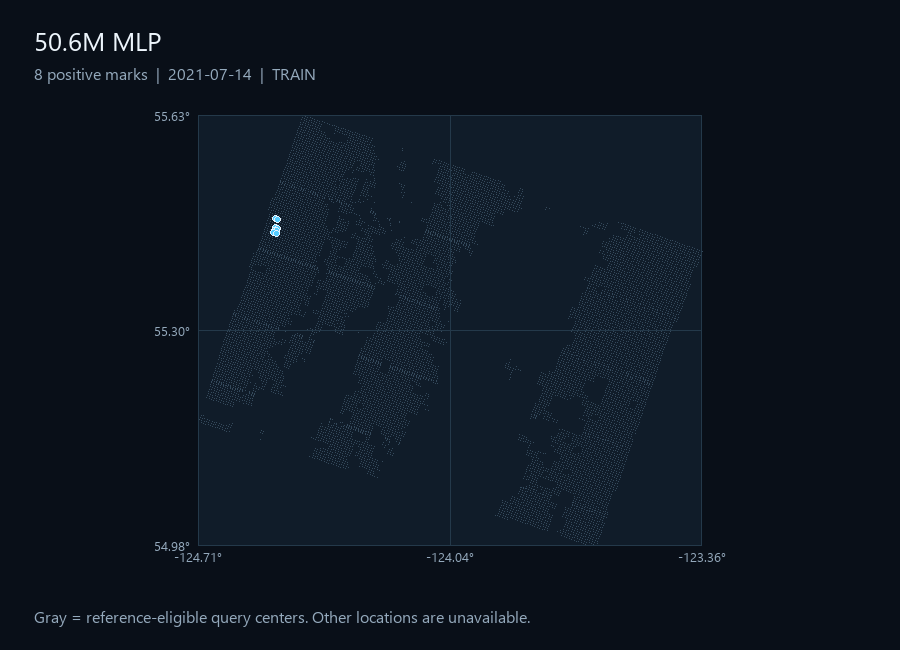 50.6M MLP
8 positive marks | 2021-07-14 | TRAIN
55.63°
55.30°
54.98°
-124.71°
-124.04°
-123.36°
Gray = reference-eligible query centers. Other locations are unavailable.